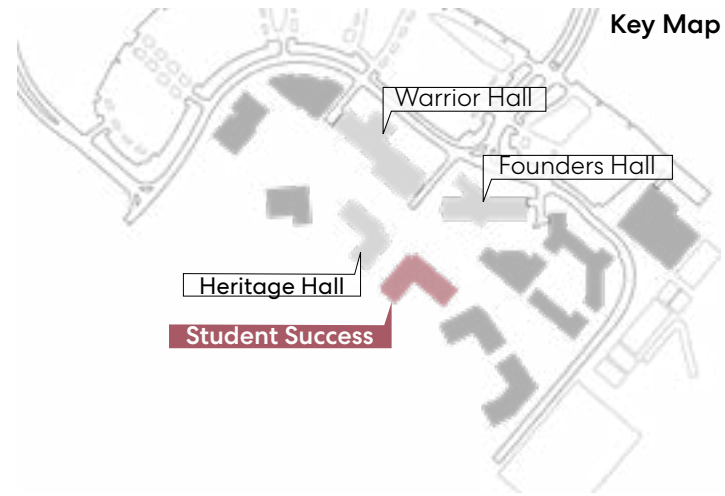 Key Map
Warrior Hall
Founders Hall
Heritage Hall
Student Success